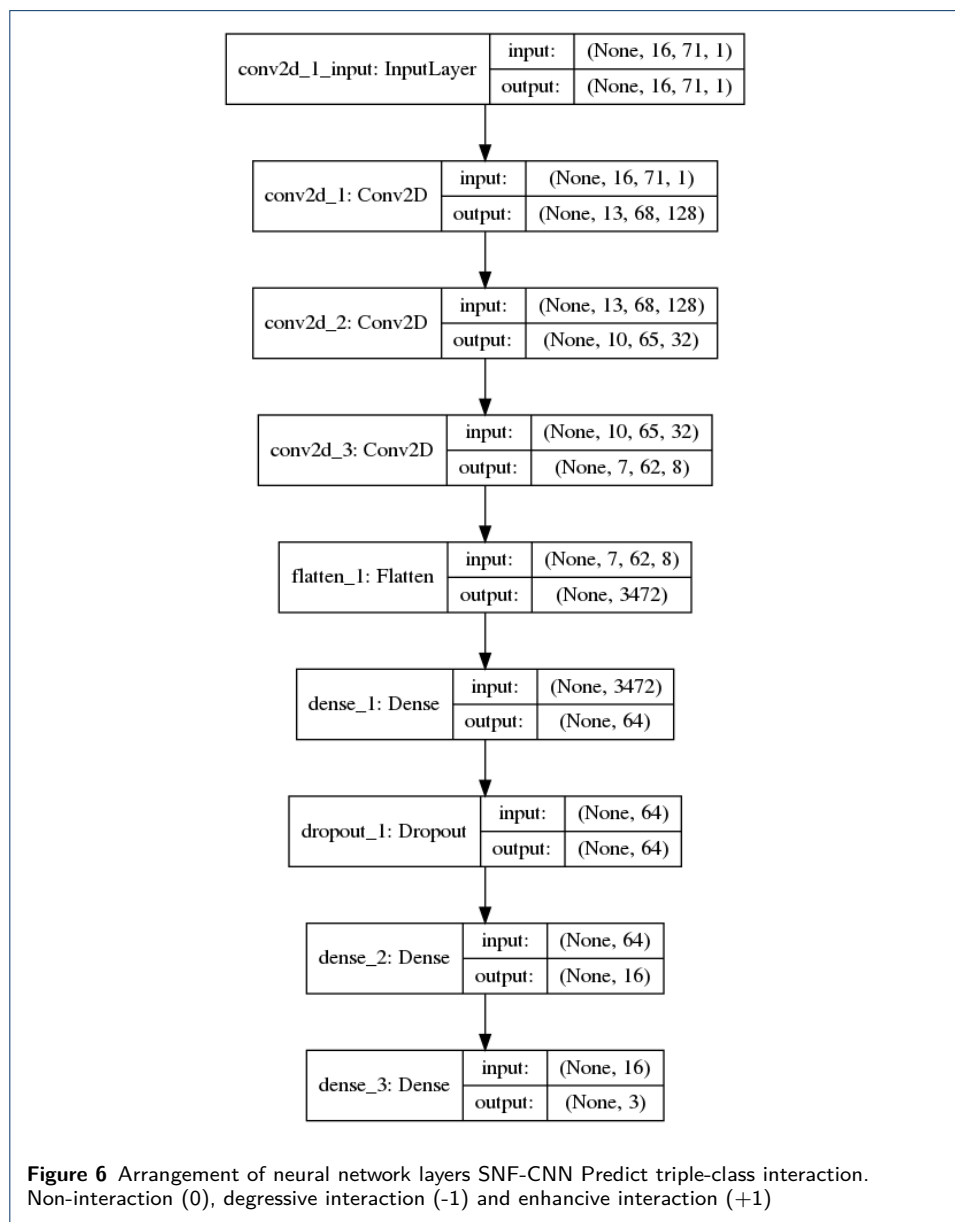 conv2d_1_input: InputLayer
input: (None, 16, 71, 1)
output: (None, 16, 71, 1)
conv2d_1: Conv2D
input: (None, 16, 71, 1)
output: (None, 13, 68, 128)
conv2d_2: Conv2D
input: (None, 13, 68, 128)
output: (None, 10, 65, 32)
conv2d_3: Conv2D
input: (None, 10, 65, 32)
output: (None, 7, 62, 8)
flatten_1: Flatten
input: (None, 7, 62, 8)
output: (None, 3472)
dense_1: Dense
input: (None, 3472)
output: (None, 64)
dropout_1: Dropout
input: (None, 64)
output: (None, 64)
dense_2: Dense
input: (None, 64)
output: (None, 16)
dense_3: Dense
input: (None, 16)
output: (None, 3)
Figure 6 Arrangement of neural network layers SNF-CNN Predict triple-class interaction.
Non-interaction (0), degressive interaction (-1) and enhancive interaction (+1)